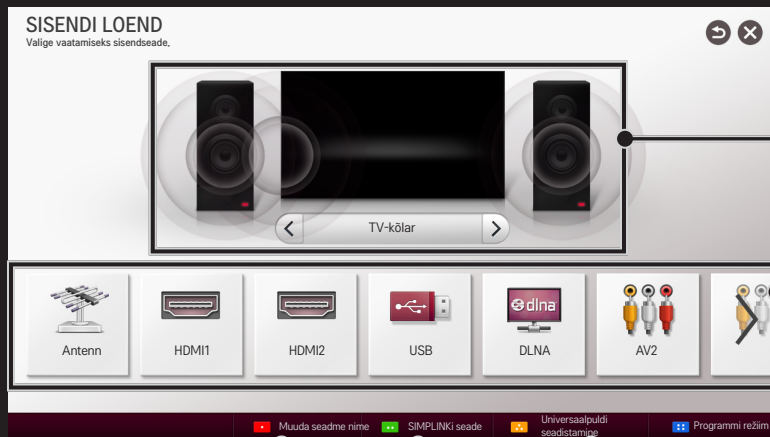 SISENDI LOEND
Valige vaatamiseks sisendseade.
TV-kõlar
dlna
Antenn
HDMI1
HDMI2
USB
DLNA
AV2
Muuda seadme nime
SIMPLINKi seade
Universaalpuldi
seadistamine
Programmi režiim